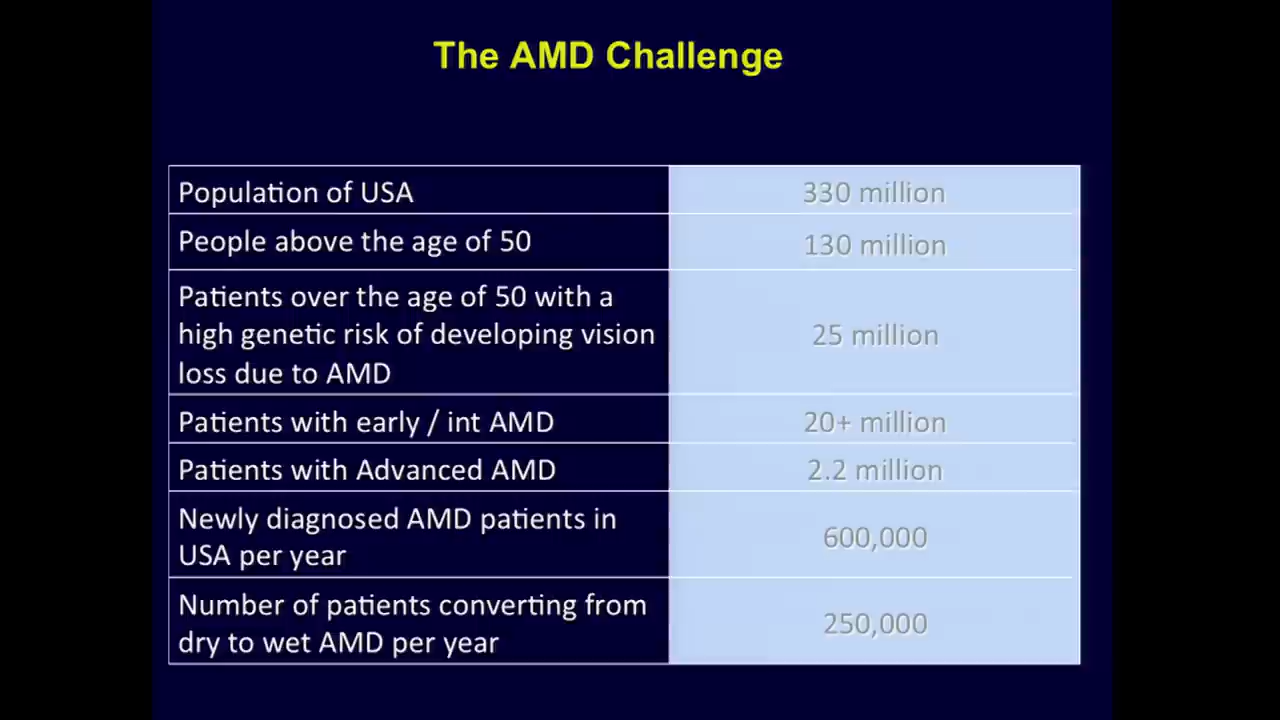 The AMD Challenge
Population of USA
330 million
People above the age of 50
130 million
Patients over the age of 50 with a
high genetic risk of developing vision
loss due to AMD
25 million
Patients with early / int AMD
20+ million
Patients with Advanced AMD
2.2 million
Newly diagnosed AMD patients in
USA per year
600,000
Number of patients converting from
dry to wet AMD per year
250,000